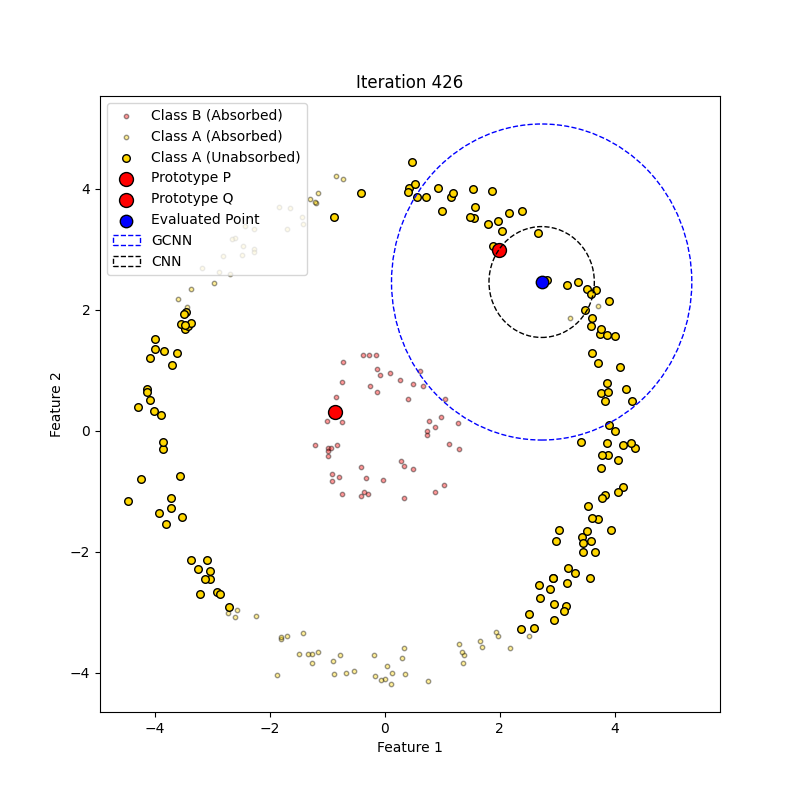 Iteration 426
Class B (Absorbed)
Class A (Absorbed)
Class A (Unabsorbed)
Prototype P
Prototype Q
Evaluated Point
GCNN
CNN
Feature 2
4
2
0
−2
−4
−4
−2
0
2
4
Feature 1